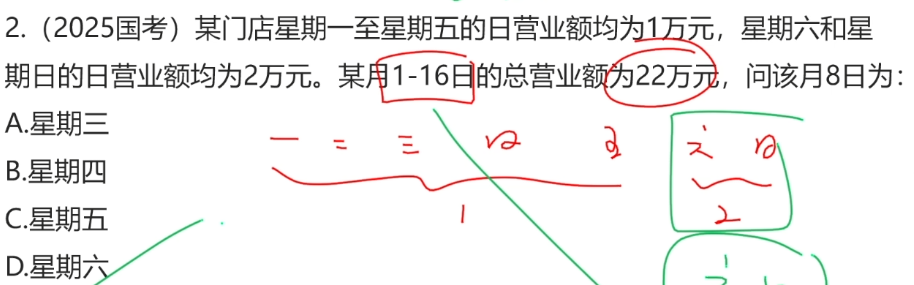 2.（2025国考）某门店星期一至星期五的日营业额均为1万元，星期六和星
期日的日营业额均为2万元。某月1-16日的总营业额为22万元，问该月8日为：
A.星期三
一 二 三 四 五 六 日
B.星期四
1 2
C.星期五
D.星期六